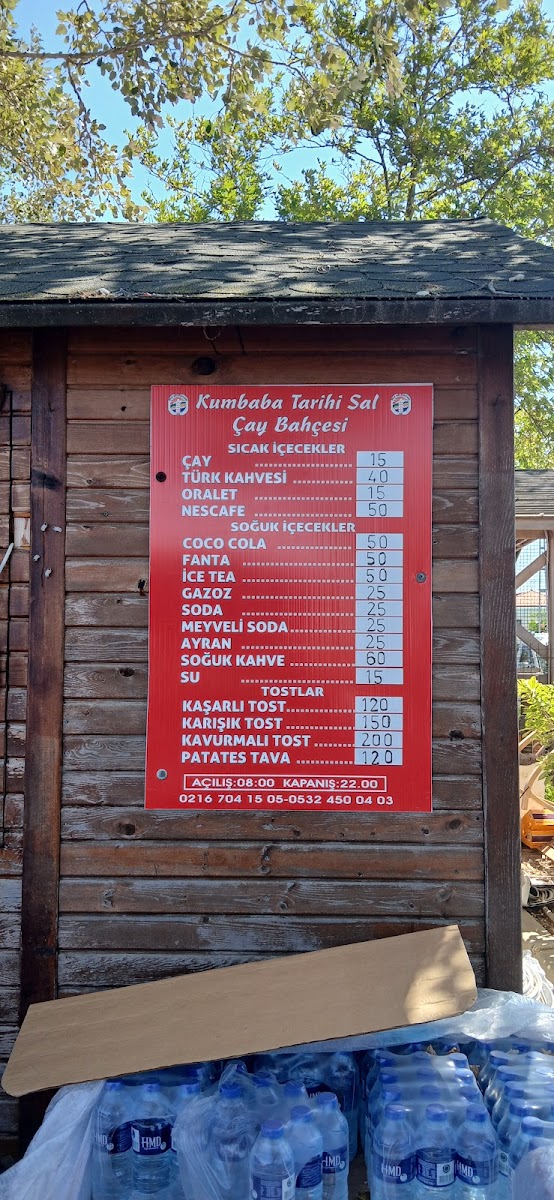 Kumbaba Tarihi Sal
Çay Bahçesi
SICAK İÇECEKLER
ÇAY ................ 15
TÜRK KAHVESİ ................ 40
ORALET ................ 15
NESCAFE ................ 50
SOĞUK İÇECEKLER
COCO COLA ................ 50
FANTA ................ 50
İCE TEA ................ 50
GAZOZ ................ 25
SODA ................ 25
MEYVELİ SODA ................ 25
AYRAN ................ 25
SOĞUK KAHVE ................ 60
SU ................ 15
TOSTLAR
KAŞARLI TOST ................ 120
KARIŞIK TOST ................ 150
KAVURMALI TOST ................ 200
PATATES TAVA ................ 120
AÇILIŞ:08:00 KAPANIŞ:22.00
0216 704 15 05-0532 450 04 03
HMD
HMD
HMD